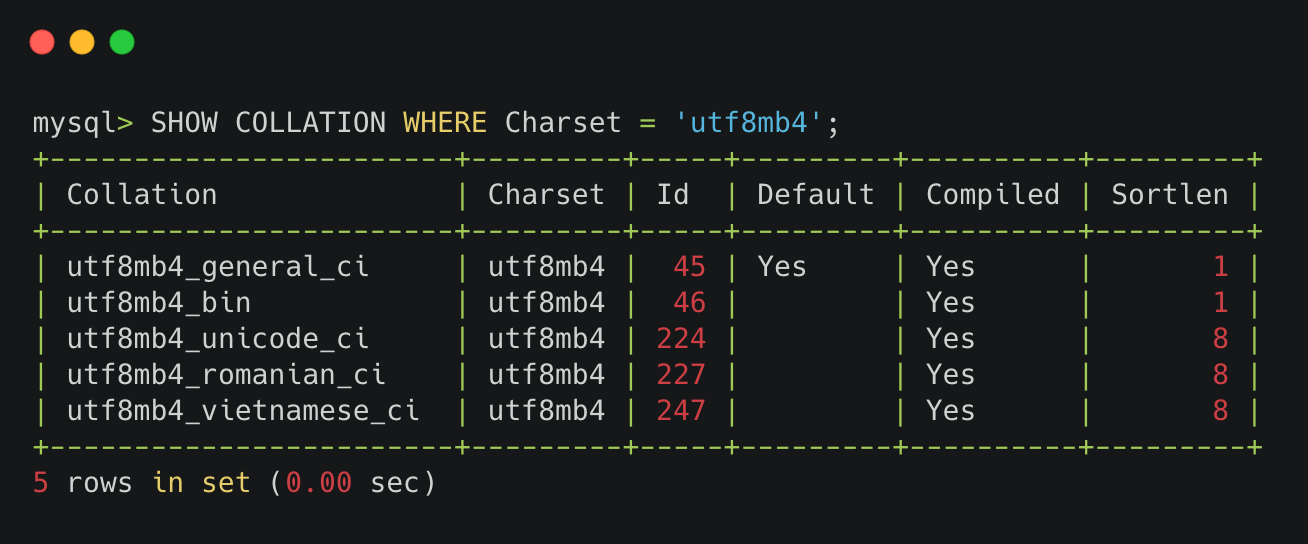 mysql> SHOW COLLATION WHERE Charset = 'utf8mb4';
+------------------------+---------+-----+---------+----------+---------+
| Collation              | Charset | Id  | Default | Compiled | Sortlen |
+------------------------+---------+-----+---------+----------+---------+
| utf8mb4_general_ci     | utf8mb4 |  45 | Yes     | Yes      |       1 |
| utf8mb4_bin            | utf8mb4 |  46 |         | Yes      |       1 |
| utf8mb4_unicode_ci     | utf8mb4 | 224 |         | Yes      |       8 |
| utf8mb4_romanian_ci    | utf8mb4 | 227 |         | Yes      |       8 |
| utf8mb4_vietnamese_ci  | utf8mb4 | 247 |         | Yes      |       8 |
+------------------------+---------+-----+---------+----------+---------+
5 rows in set (0.00 sec)